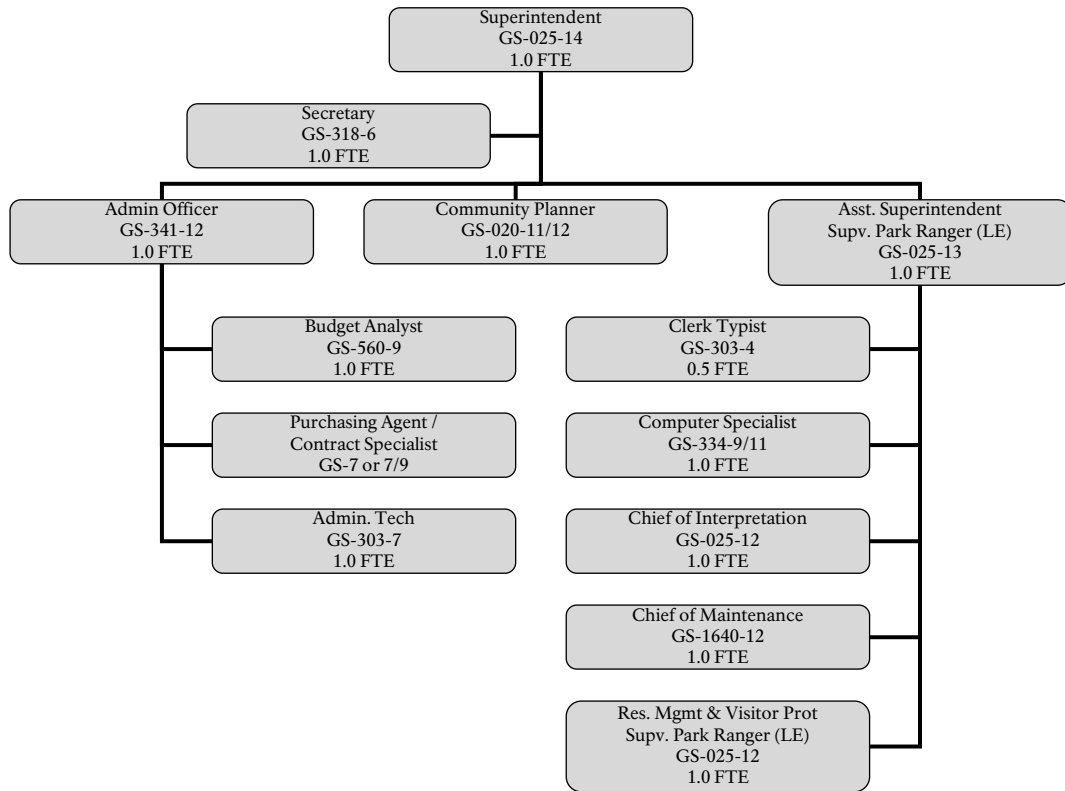 Superintendent
GS-025-14
1.0 FTE
Secretary
GS-318-6
1.0 FTE
Admin Officer
GS-341-12
1.0 FTE
Community Planner
GS-020-11/12
1.0 FTE
Asst. Superintendent
Supv. Park Ranger (LE)
GS-025-13
1.0 FTE
Budget Analyst
GS-560-9
1.0 FTE
Purchasing Agent /
Contract Specialist
GS-7 or 7/9
Admin. Tech
GS-303-7
1.0 FTE
Clerk Typist
GS-303-4
0.5 FTE
Computer Specialist
GS-334-9/11
1.0 FTE
Chief of Interpretation
GS-025-12
1.0 FTE
Chief of Maintenance
GS-1640-12
1.0 FTE
Res. Mgmt & Visitor Prot
Supv. Park Ranger (LE)
GS-025-12
1.0 FTE